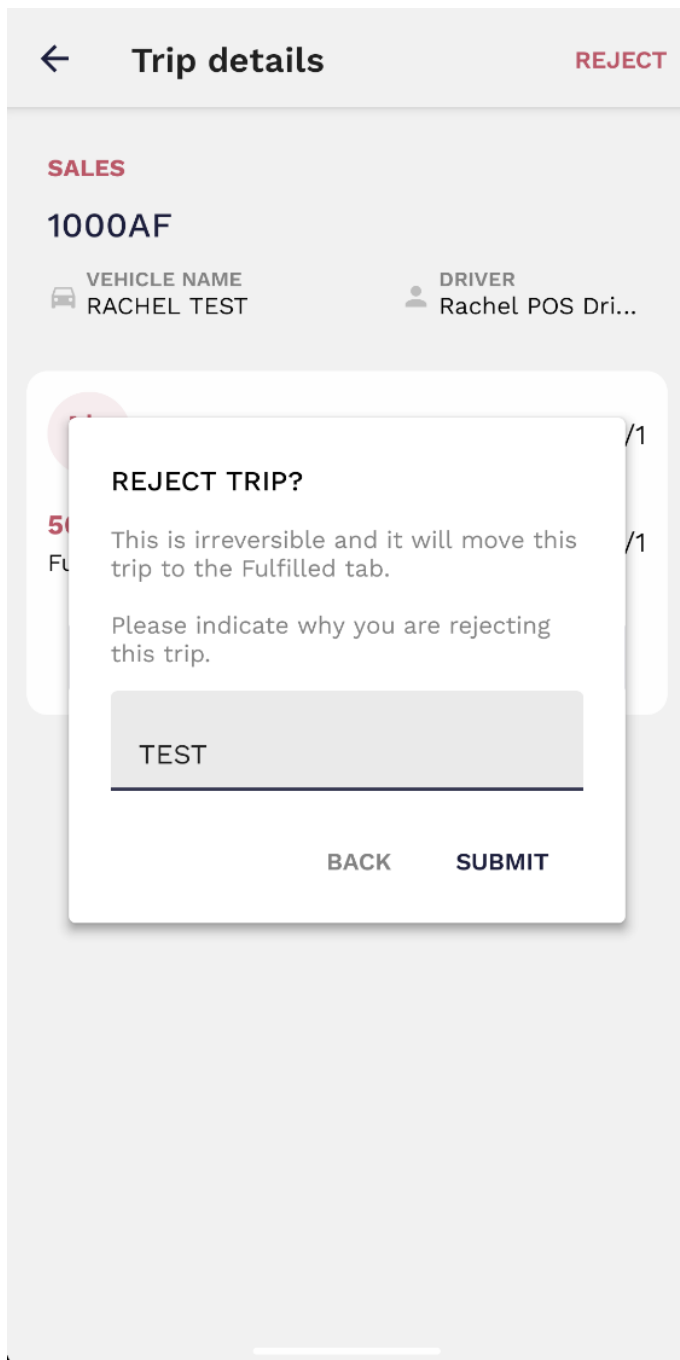 Trip details
REJECT
SALES
1000AF
VEHICLE NAME
RACHEL TEST
DRIVER
Rachel POS Dri...
/1
REJECT TRIP?
/1
This is irreversible and it will move this
trip to the Fulfilled tab.
Please indicate why you are rejecting
this trip.
TEST
BACK
SUBMIT